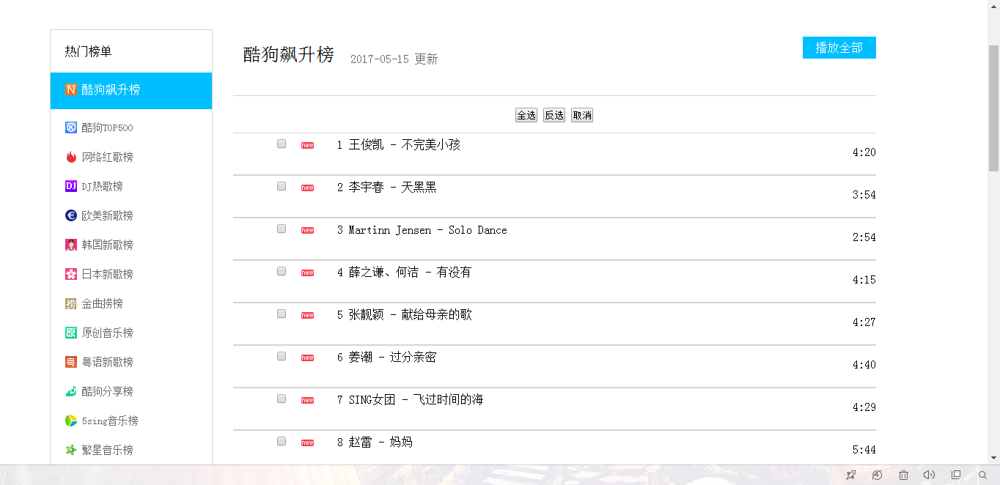 热门榜单
酷狗飙升榜
酷狗TOP500
网络红歌榜
DJ热歌榜
欧美新歌榜
韩国新歌榜
日本新歌榜
捞 金曲捞榜
原 原创音乐榜
粤 粤语新歌榜
酷狗分享榜
5sing音乐榜
繁星音乐榜
酷狗飙升榜 2017-05-15 更新
播放全部
全选 反选 取消
new 1 王俊凯 - 不完美小孩 4:20
new 2 李宇春 - 天黑黑 3:54
new 3 Martinn Jensen - Solo Dance 2:54
new 4 薛之谦、何洁 - 有没有 4:15
new 5 张靓颖 - 献给母亲的歌 4:27
new 6 姜潮 - 过分亲密 4:40
new 7 SING女团 - 飞过时间的海 4:29
new 8 赵雷 - 妈妈 5:44